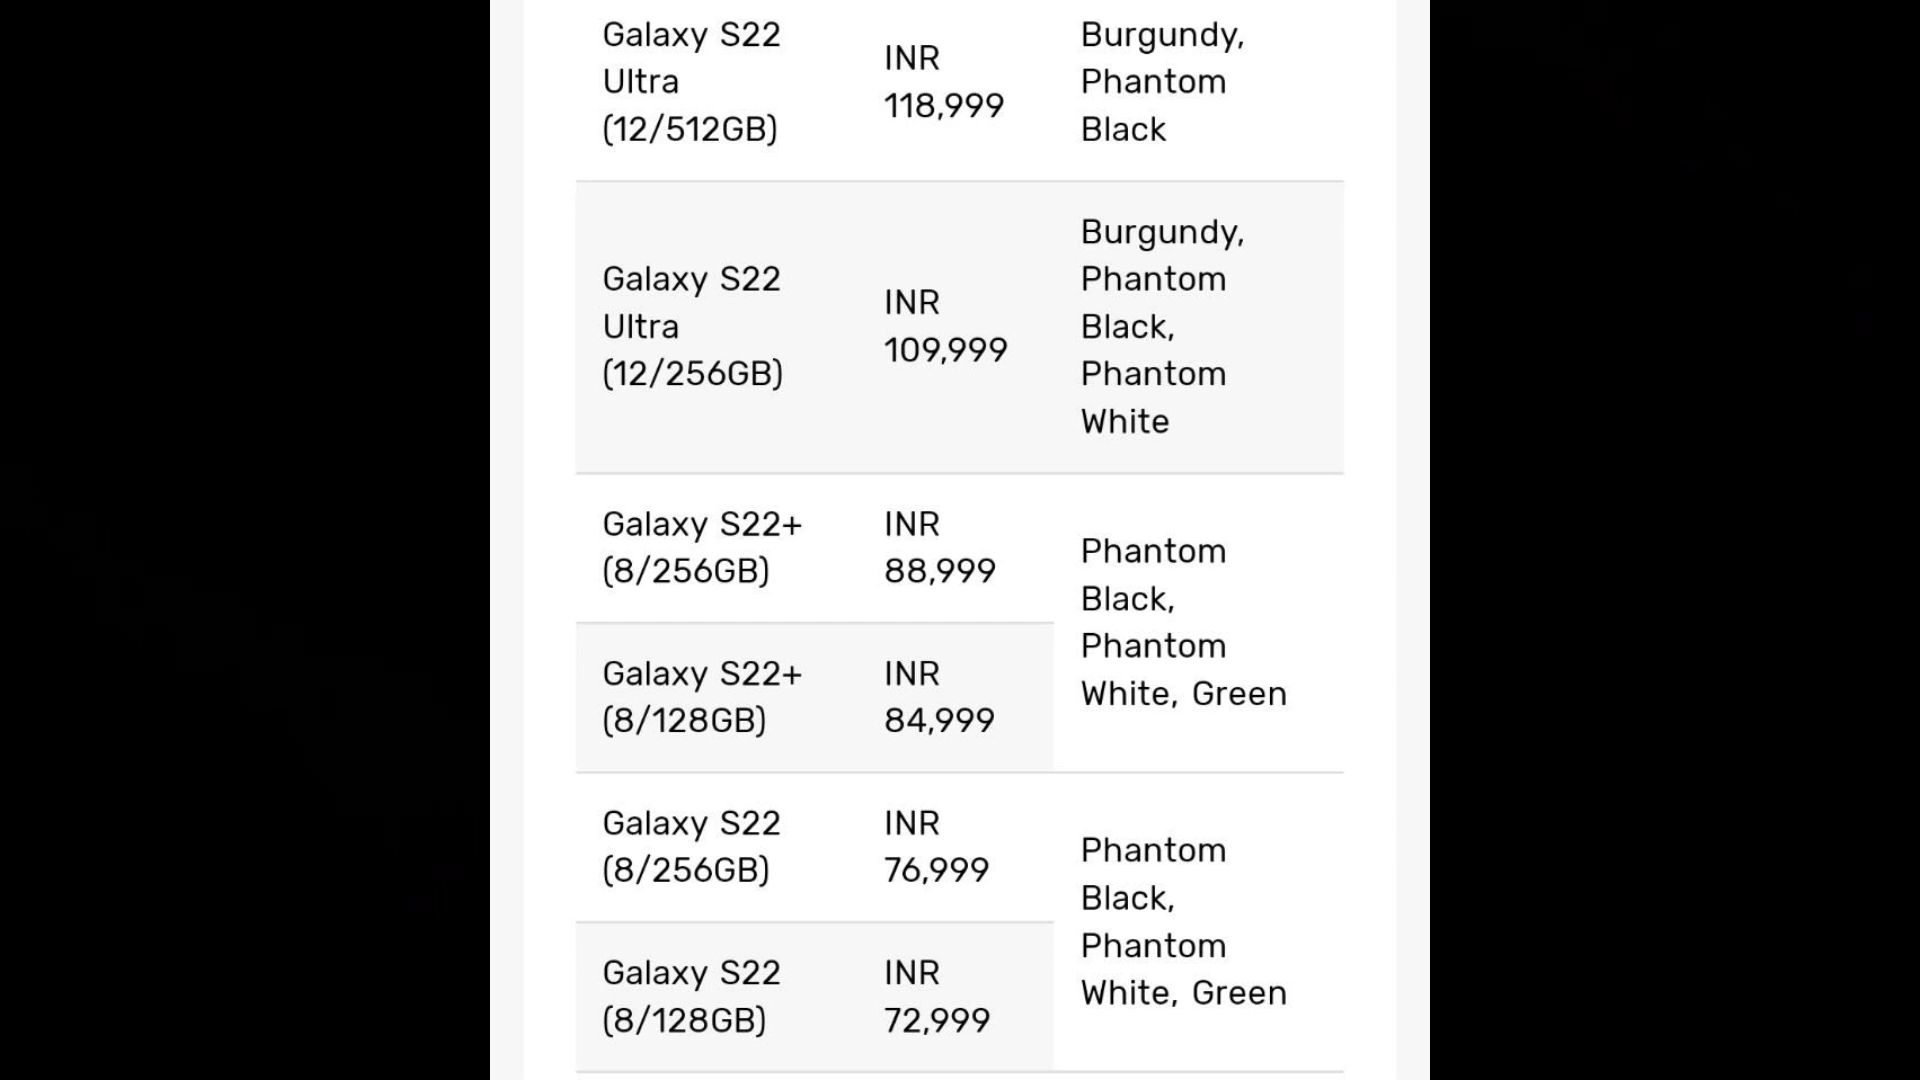 Galaxy S22
Ultra
(12/512GB)
INR
118,999
Burgundy,
Phantom
Black
Galaxy S22
Ultra
(12/256GB)
INR
109,999
Burgundy,
Phantom
Black,
Phantom
White
Galaxy S22+
(8/256GB)
INR
88,999
Phantom
Black,
Phantom
White, Green
Galaxy S22+
(8/128GB)
INR
84,999
Galaxy S22
(8/256GB)
INR
76,999
Phantom
Black,
Phantom
White, Green
Galaxy S22
(8/128GB)
INR
72,999